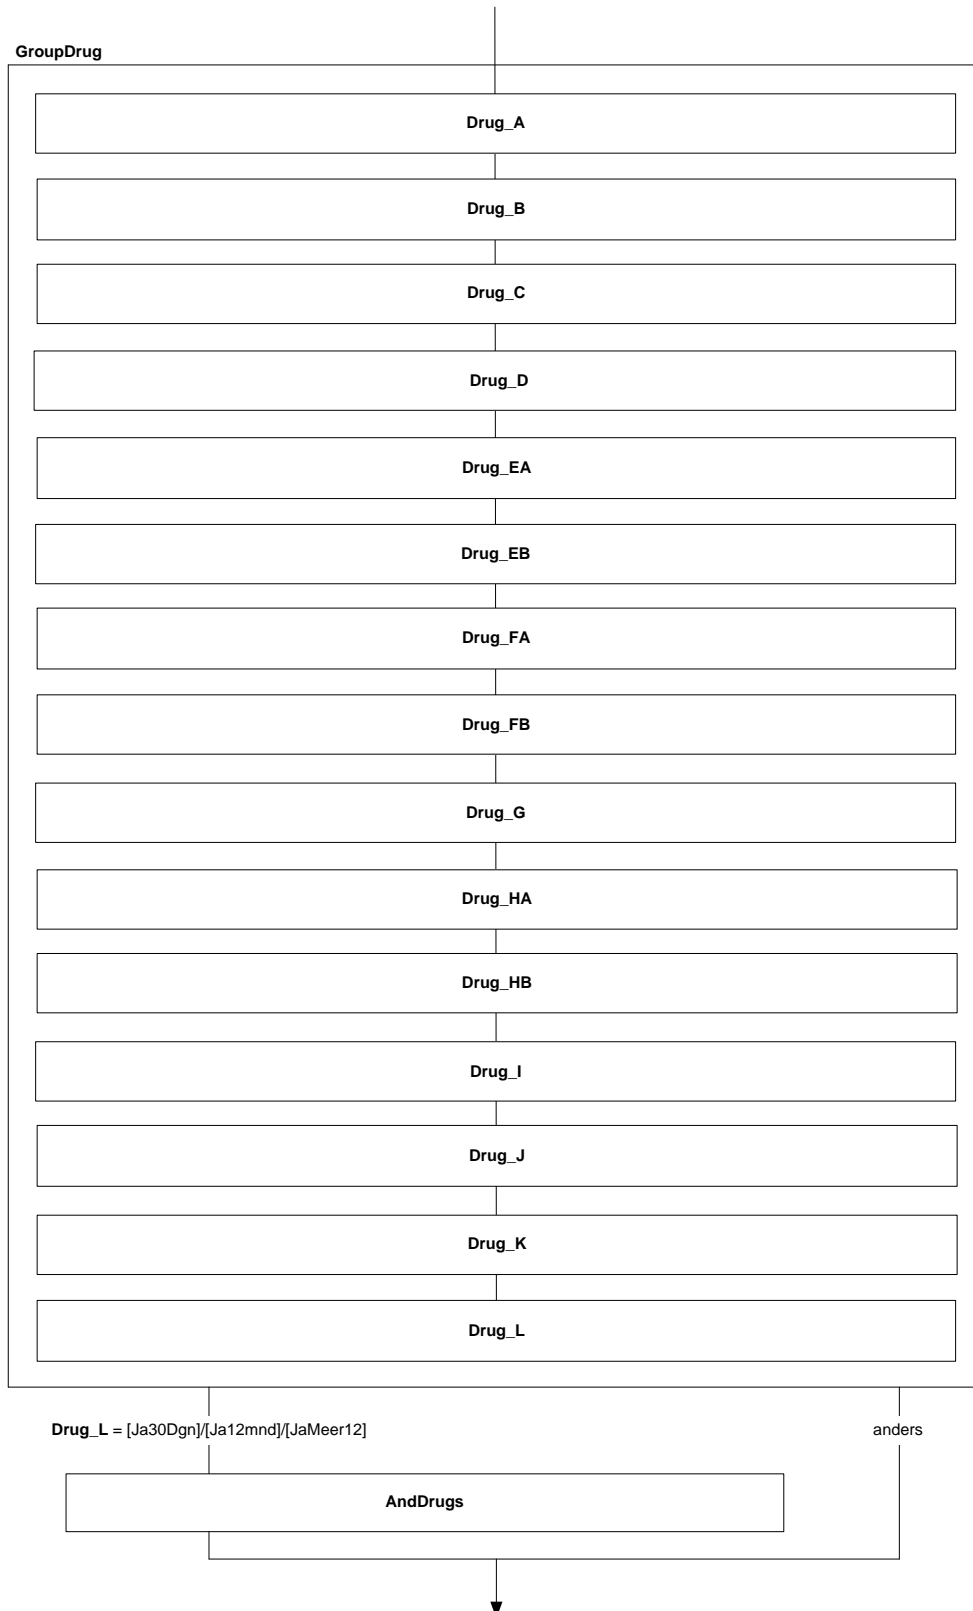 GroupDrug
Drug_A
Drug_B
Drug_C
Drug_D
Drug_EA
Drug_EB
Drug_FA
Drug_FB
Drug_G
Drug_HA
Drug_HB
Drug_I
Drug_J
Drug_K
Drug_L
Drug_L = [Ja30Dgn]/[Ja12mnd]/[JaMeer12] anders
AndDrugs